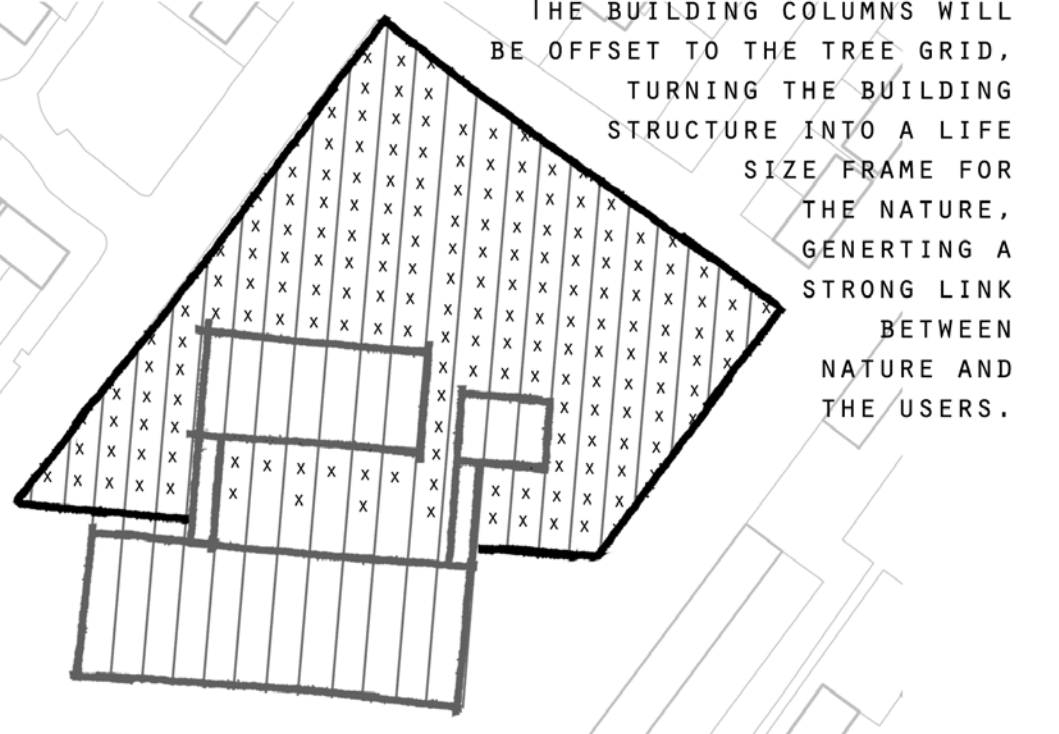 THE BUILDING COLUMNS WILL
BE OFFSET TO THE TREE GRID,
TURNING THE BUILDING
STRUCTURE INTO A LIFE
SIZE FRAME FOR
THE NATURE,
GENERTING A
STRONG LINK
BETWEEN
NATURE AND
THE USERS.